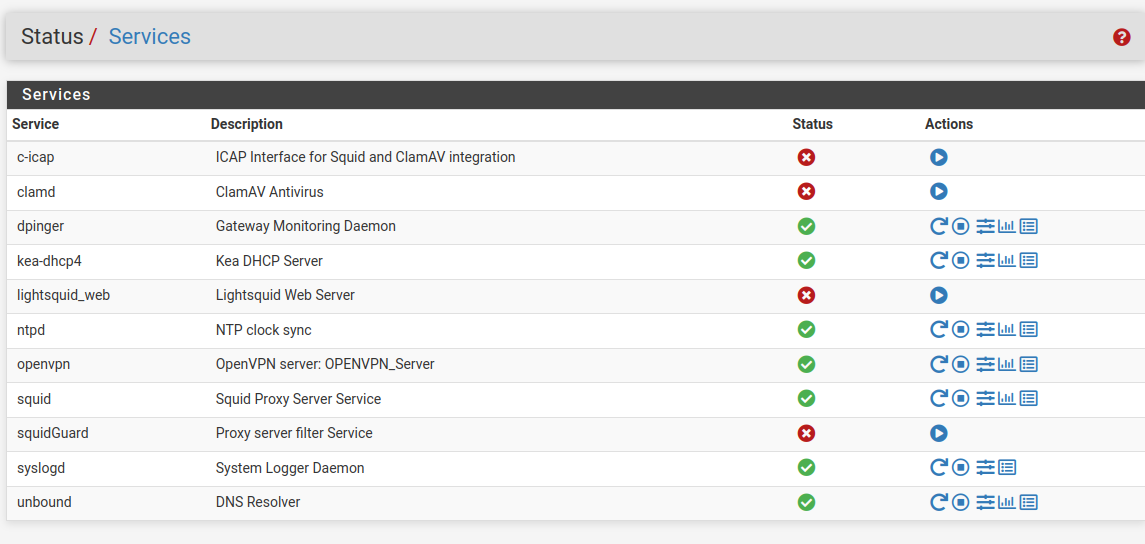 Status / Services
?
Services
Service Description Status Actions
c-icap ICAP Interface for Squid and ClamAV integration
clamd ClamAV Antivirus
dpinger Gateway Monitoring Daemon
kea-dhcp4 Kea DHCP Server
lightsquid_web Lightsquid Web Server
ntpd NTP clock sync
openvpn OpenVPN server: OPENVPN_Server
squid Squid Proxy Server Service
squidGuard Proxy server filter Service
syslogd System Logger Daemon
unbound DNS Resolver